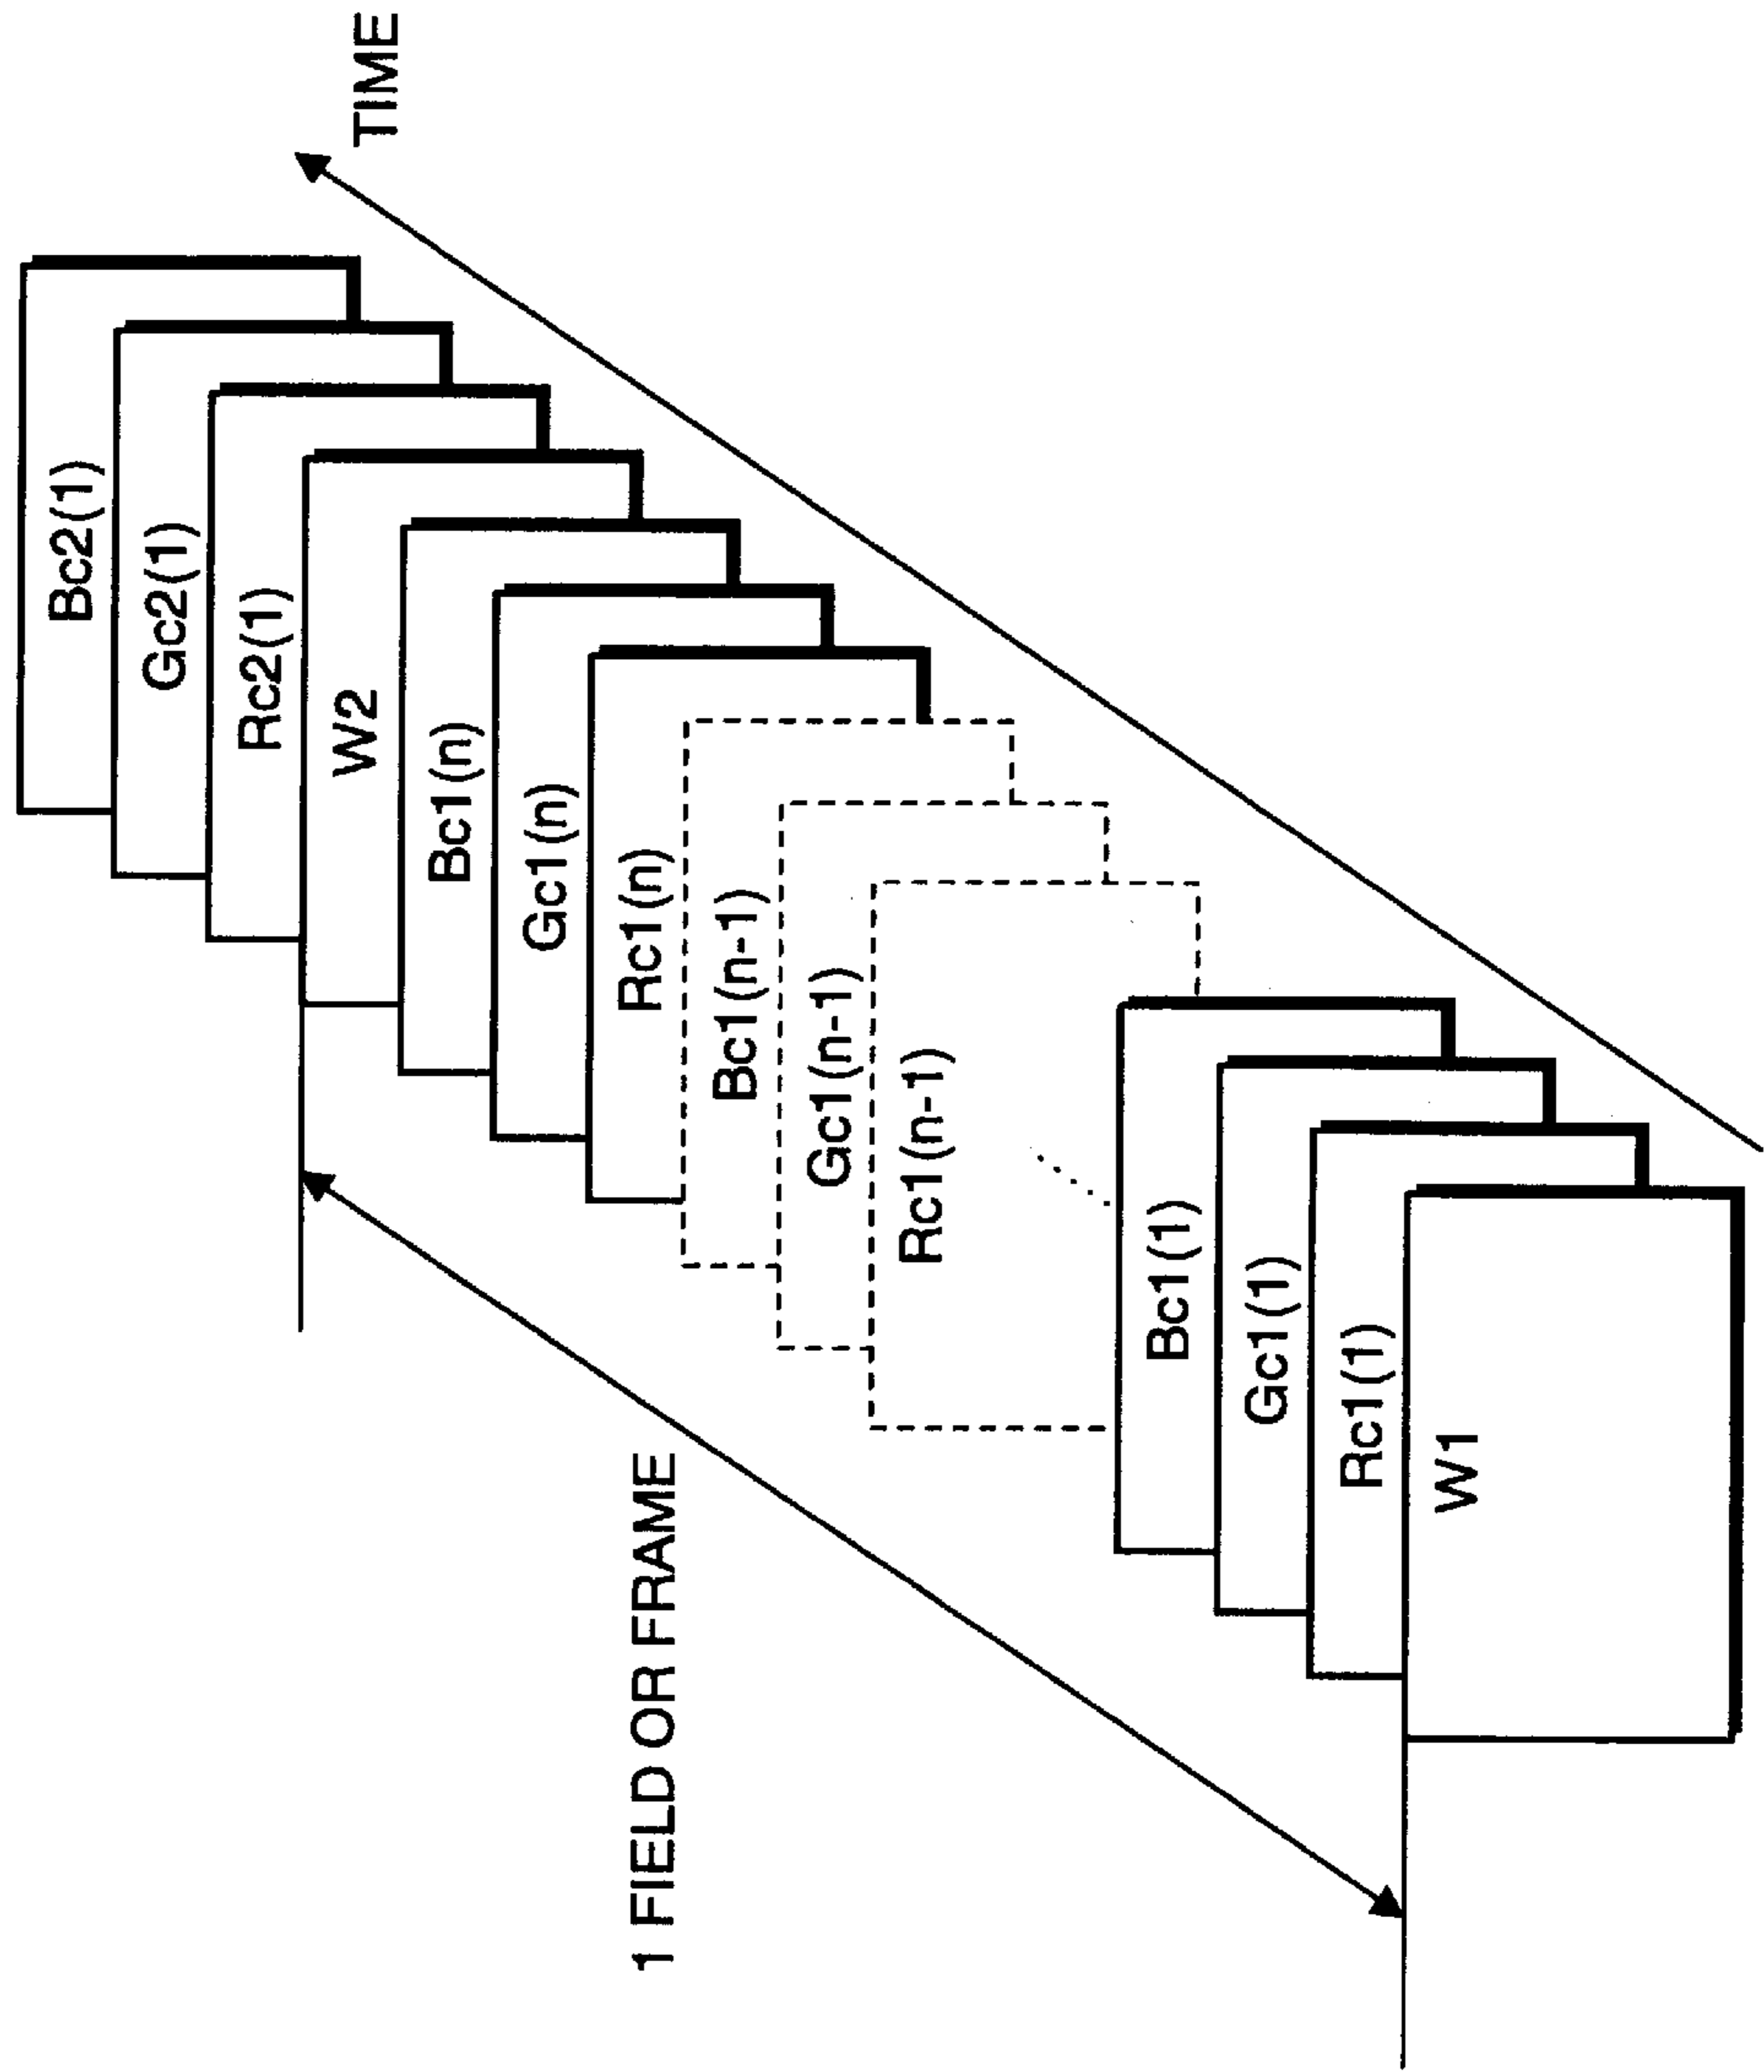 TIME
Bc2(1)
Gc2(1)
Rc2(1)
W2
Bc1(n)
Gc1(n)
Rc1(n)
Bc1(n-1)
Gc1(n-1)
Rc1(n-1)
Bc1(1)
Gc1(1)
Rc1(1)
W1
1 FIELD OR FRAME